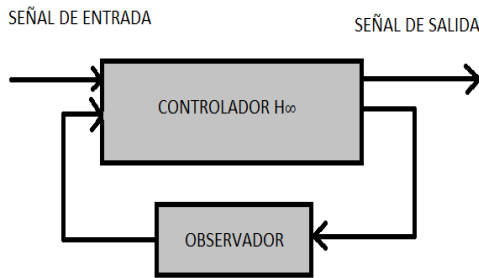 SEÑAL DE ENTRADA
SEÑAL DE SALIDA
CONTROLADOR H∞
OBSERVADOR